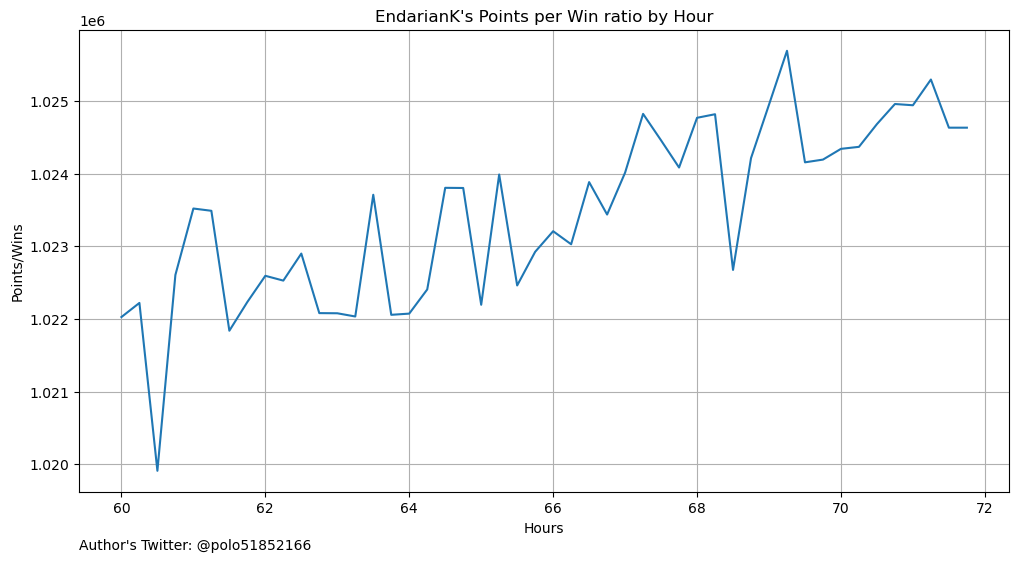 EndarianK's Points per Win ratio by Hour
1e6
1.025
1.024
1.023
1.022
1.021
1.020
Points/Wins
60 62 64 66 68 70 72
Hours
Author's Twitter: @polo51852166